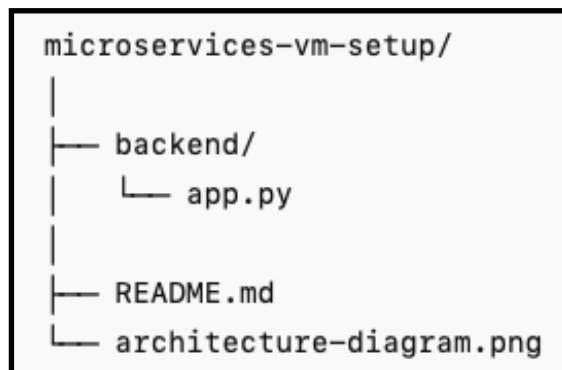 microservices-vm-setup/
│
├── backend/
│   └── app.py
│
├── README.md
└── architecture-diagram.png